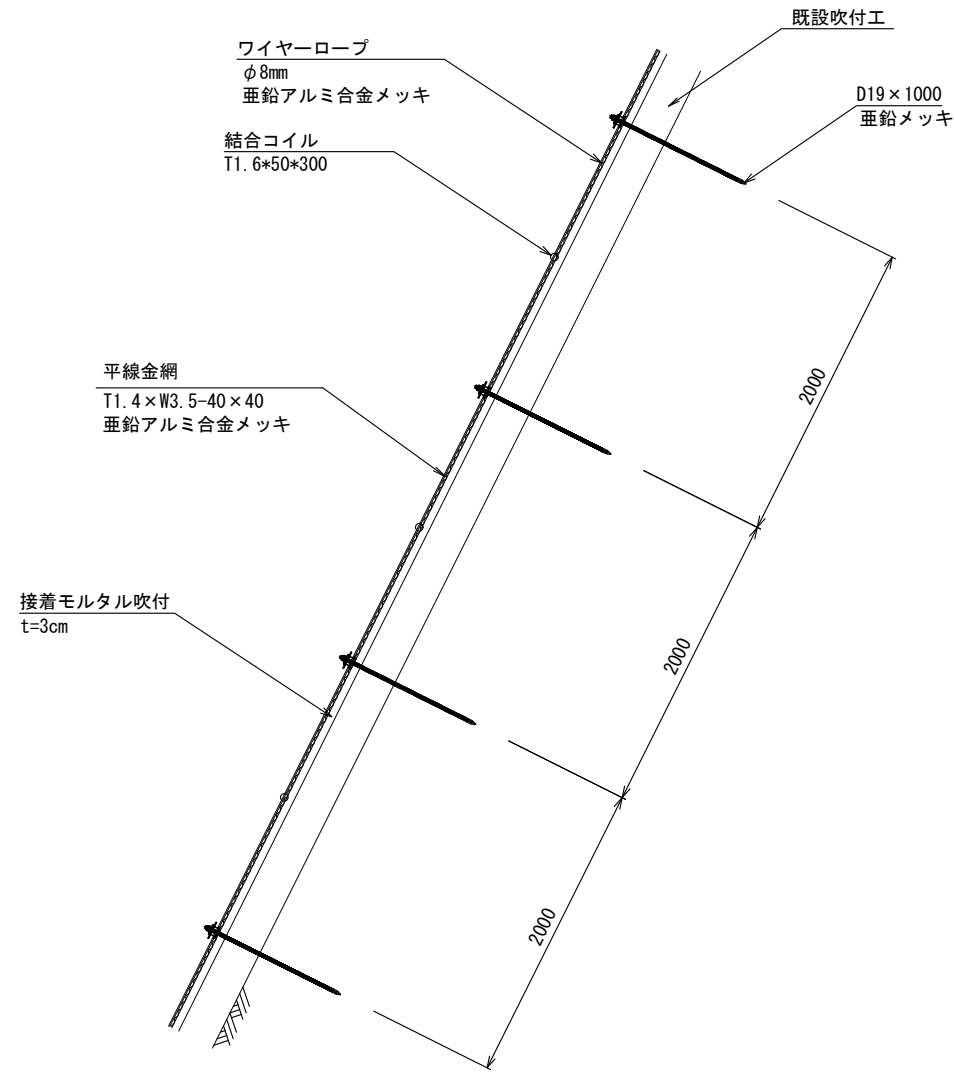 既設吹付工
ワイヤーロープ
φ8mm
亜鉛アルミ合金メッキ
D19×1000
亜鉛メッキ
結合コイル
T1.6*50*300
2000
平線金網
T1.4×W3.5-40×40
亜鉛アルミ合金メッキ
2000
接着モルタル吹付
t=3cm
2000